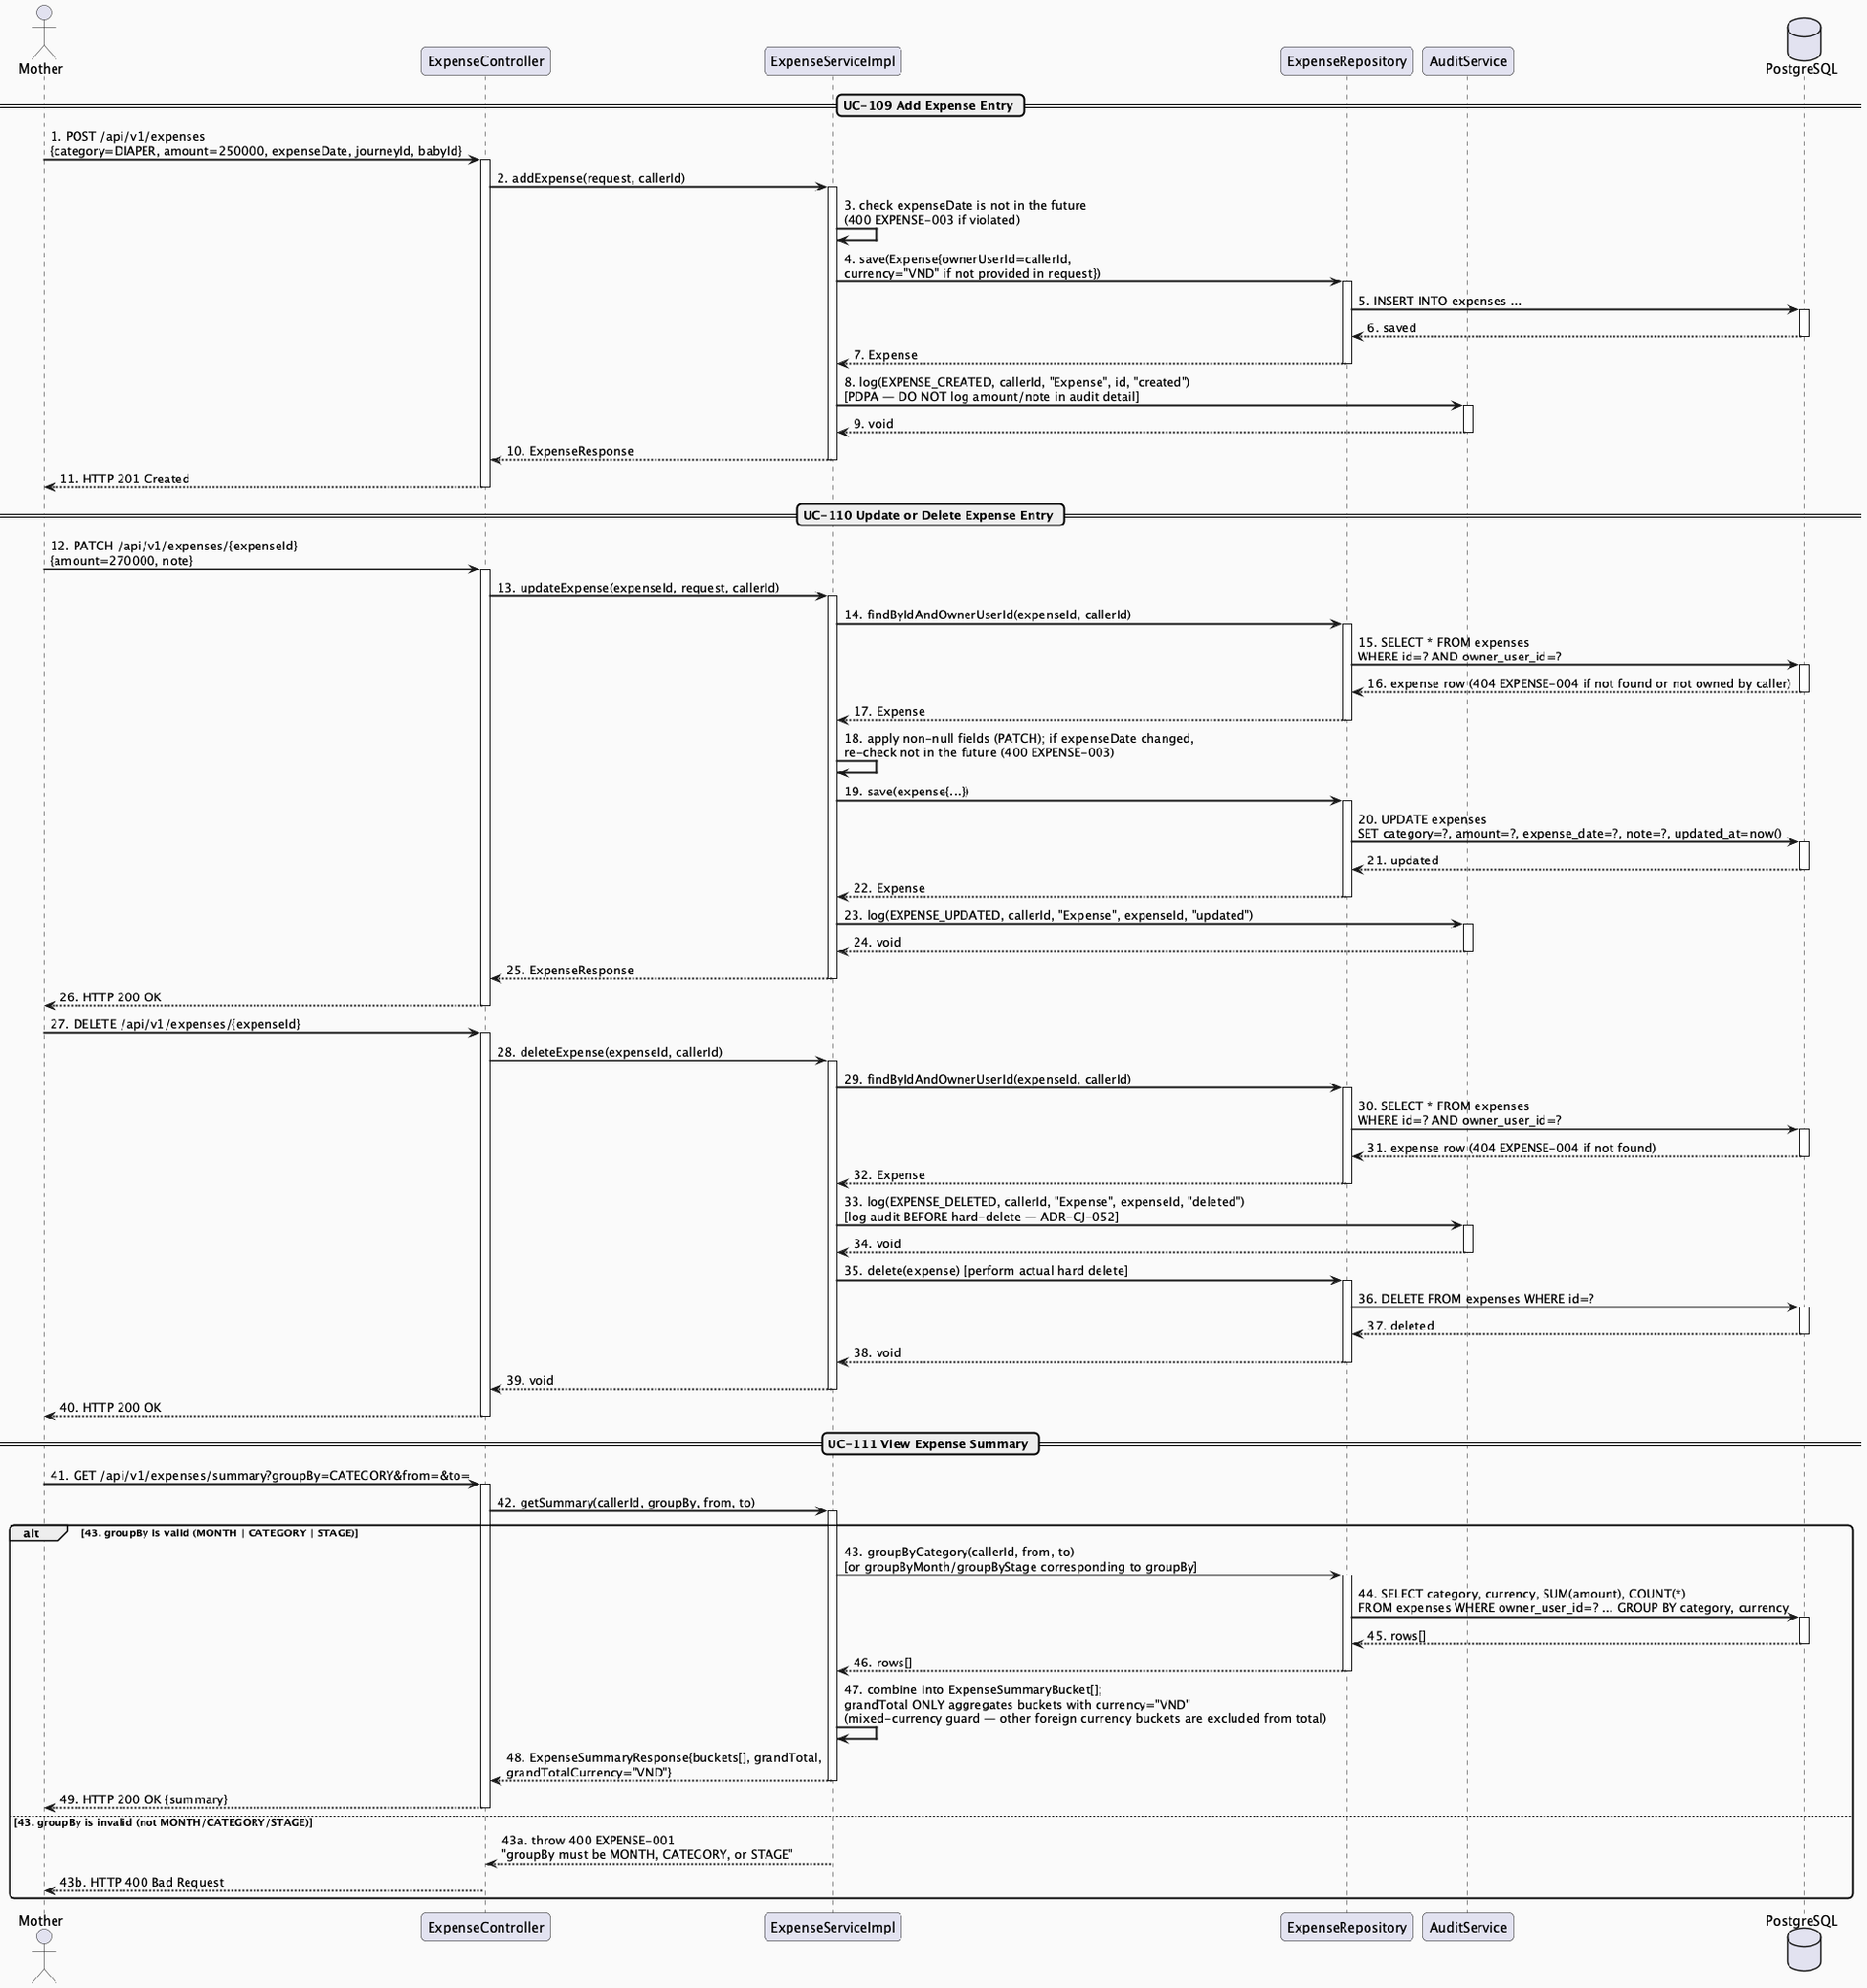 Mother
ExpenseController
ExpenseServiceImpl
ExpenseRepository
AuditService
PostgreSQL
UC-109 Add Expense Entry
1. POST /api/v1/expenses
{category=DIAPER, amount=250000, expenseDate, journeyId, babyId}
2. addExpense(request, callerId)
3. check expenseDate is not in the future
(400 EXPENSE-003 if violated)
4. save(Expense{ownerUserId=callerId,
currency="VND" if not provided in request})
5. INSERT INTO expenses ...
6. saved
7. Expense
8. log(EXPENSE_CREATED, callerId, "Expense", id, "created")
[PDPA — DO NOT log amount/note in audit detail]
9. void
10. ExpenseResponse
11. HTTP 201 Created
UC-110 Update or Delete Expense Entry
12. PATCH /api/v1/expenses/{expenseId}
{amount=270000, note}
13. updateExpense(expenseId, request, callerId)
14. findByIdAndOwnerUserId(expenseId, callerId)
15. SELECT * FROM expenses
WHERE id=? AND owner_user_id=?
16. expense row (404 EXPENSE-004 if not found or not owned by caller)
17. Expense
18. apply non-null fields (PATCH); if expenseDate changed,
re-check not in the future (400 EXPENSE-003)
19. save(expense{...})
20. UPDATE expenses
SET category=?, amount=?, expense_date=?, note=?, updated_at=now()
21. updated
22. Expense
23. log(EXPENSE_UPDATED, callerId, "Expense", expenseId, "updated")
24. void
25. ExpenseResponse
26. HTTP 200 OK
27. DELETE /api/v1/expenses/{expenseId}
28. deleteExpense(expenseId, callerId)
29. findByIdAndOwnerUserId(expenseId, callerId)
30. SELECT * FROM expenses
WHERE id=? AND owner_user_id=?
31. expense row (404 EXPENSE-004 if not found)
32. Expense
33. log(EXPENSE_DELETED, callerId, "Expense", expenseId, "deleted")
[log audit BEFORE hard-delete — ADR-CJ-052]
34. void
35. delete(expense) [perform actual hard delete]
36. DELETE FROM expenses WHERE id=?
37. deleted
38. void
39. void
40. HTTP 200 OK
UC-111 View Expense Summary
41. GET /api/v1/expenses/summary?groupBy=CATEGORY&from=&to=
42. getSummary(callerId, groupBy, from, to)
alt
[43. groupBy is valid (MONTH | CATEGORY | STAGE)]
43. groupByCategory(callerId, from, to)
[or groupByMonth/groupByStage corresponding to groupBy]
44. SELECT category, currency, SUM(amount), COUNT(*)
FROM expenses WHERE owner_user_id=? ... GROUP BY category, currency
45. rows[]
46. rows[]
47. combine into ExpenseSummaryBucket[];
grandTotal ONLY aggregates buckets with currency="VND"
(mixed-currency guard — other foreign currency buckets are excluded from total)
48. ExpenseSummaryResponse{buckets[], grandTotal,
grandTotalCurrency="VND"}
49. HTTP 200 OK {summary}
[43. groupBy is invalid (not MONTH/CATEGORY/STAGE)]
43a. throw 400 EXPENSE-001
"groupBy must be MONTH, CATEGORY, or STAGE"
43b. HTTP 400 Bad Request
Mother
ExpenseController
ExpenseServiceImpl
ExpenseRepository
AuditService
PostgreSQL